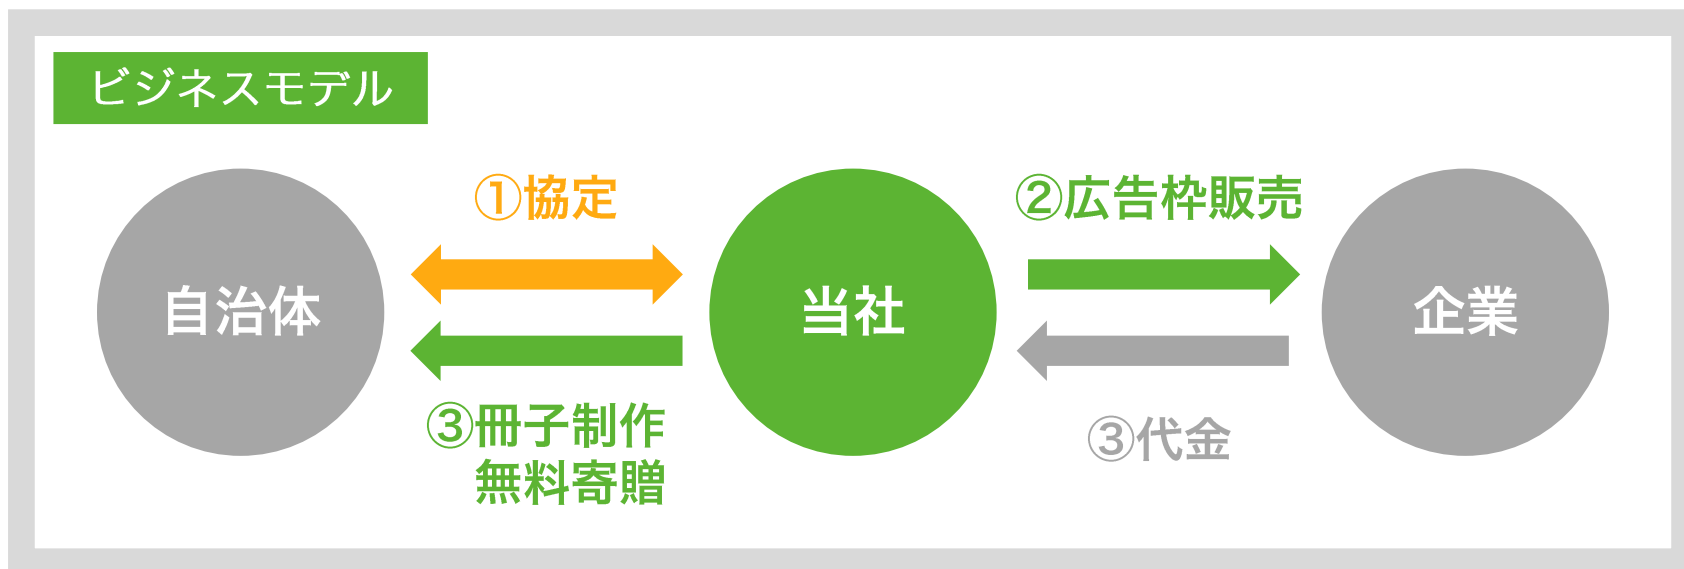 ビジネスモデル
①協定
②広告枠販売
自治体
当社
企業
③冊子制作
無料寄贈
③代金